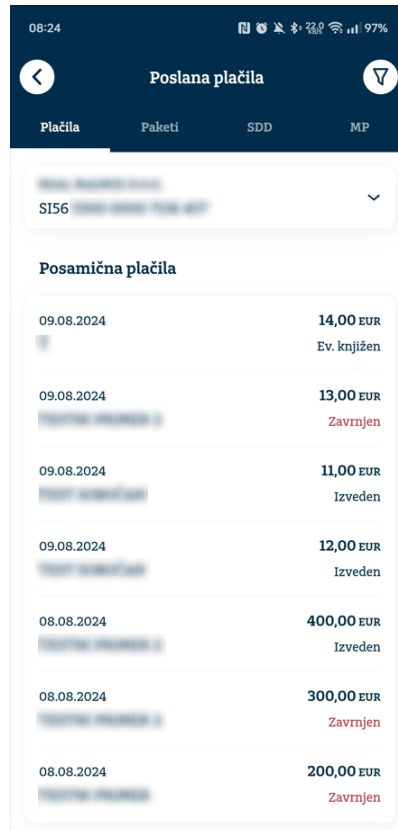 08:24 22,0 KB/s 97%
Poslana plačila
Plačila Paketi SDD MP
SI56
Posamična plačila
09.08.2024 14,00 EUR
Ev. knjižen
09.08.2024 13,00 EUR
Zavrnjen
09.08.2024 11,00 EUR
Izveden
09.08.2024 12,00 EUR
Izveden
08.08.2024 400,00 EUR
Izveden
08.08.2024 300,00 EUR
Zavrnjen
08.08.2024 200,00 EUR
Zavrnjen